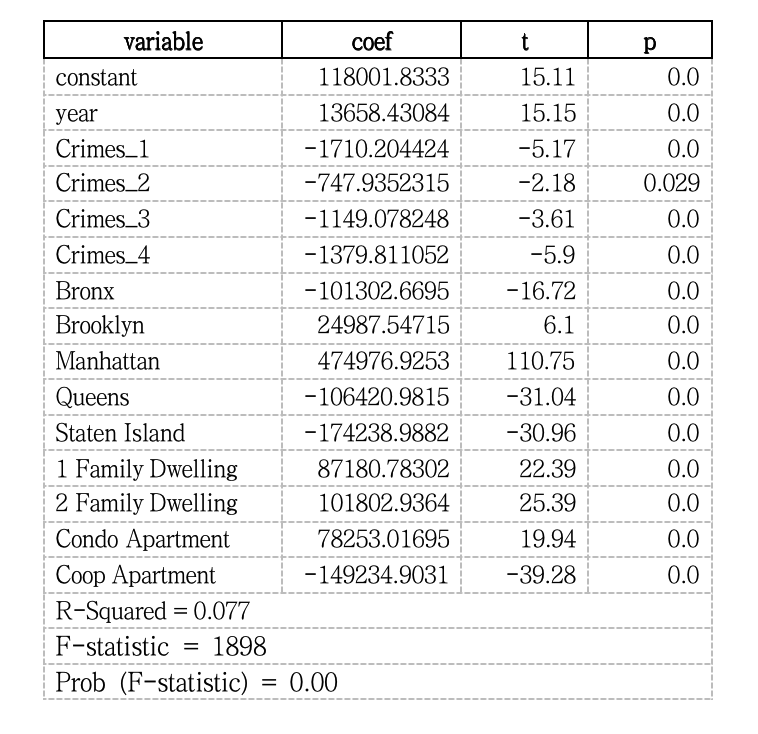 variable coef t p
constant 118001.8333 15.11 0.0
year 13658.43084 15.15 0.0
Crimes_1 -1710.204424 -5.17 0.0
Crimes_2 -747.9352315 -2.18 0.029
Crimes_3 -1149.078248 -3.61 0.0
Crimes_4 -1379.811052 -5.9 0.0
Bronx -101302.6695 -16.72 0.0
Brooklyn 24987.54715 6.1 0.0
Manhattan 474976.9253 110.75 0.0
Queens -106420.9815 -31.04 0.0
Staten Island -174238.9882 -30.96 0.0
1 Family Dwelling 87180.78302 22.39 0.0
2 Family Dwelling 101802.9364 25.39 0.0
Condo Apartment 78253.01695 19.94 0.0
Coop Apartment -149234.9031 -39.28 0.0
R-Squared = 0.077
F-statistic = 1898
Prob (F-statistic) = 0.00